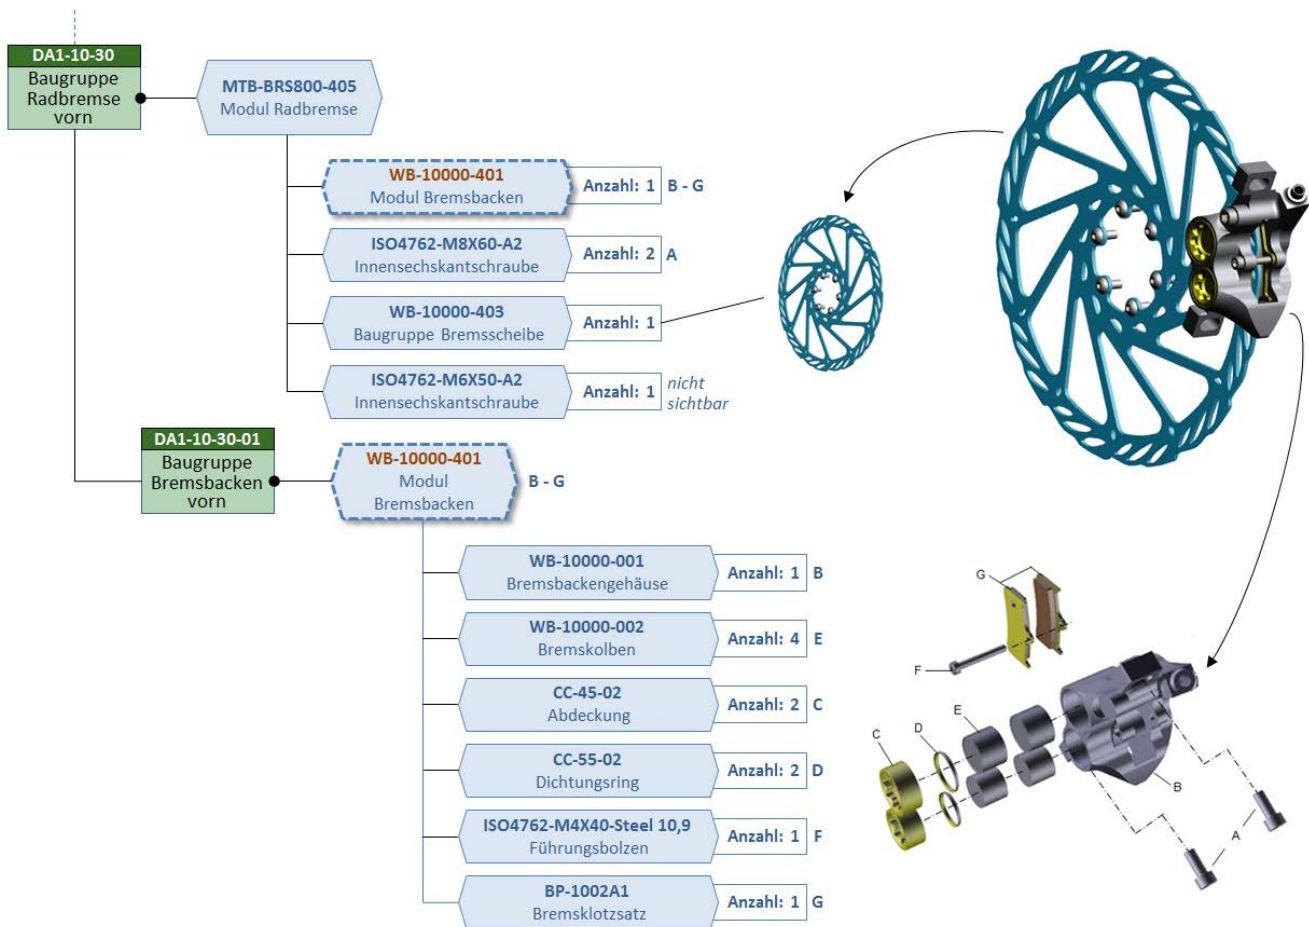 DA1-10-30
Baugruppe
Radbremse
vorn
MTB-BRS800-405
Modul Radbremse
WB-10000-401
Modul Bremsbacken
Anzahl: 1
B - G
ISO4762-M8X60-A2
Innensechskantschraube
Anzahl: 2
A
WB-10000-403
Baugruppe Bremsscheibe
Anzahl: 1
ISO4762-M6X50-A2
Innensechskantschraube
Anzahl: 1
nicht
sichtbar
DA1-10-30-01
Baugruppe
Bremsbacken
vorn
WB-10000-401
Modul
Bremsbacken
B - G
WB-10000-001
Bremsbackengehäuse
Anzahl: 1
B
WB-10000-002
Bremskolben
Anzahl: 4
E
CC-45-02
Abdeckung
Anzahl: 2
C
CC-55-02
Dichtungsring
Anzahl: 2
D
ISO4762-M4X40-Steel 10,9
Führungsbolzen
Anzahl: 1
F
BP-1002A1
Bremsklotzsatz
Anzahl: 1
G
G
F
E
D
C
B
A